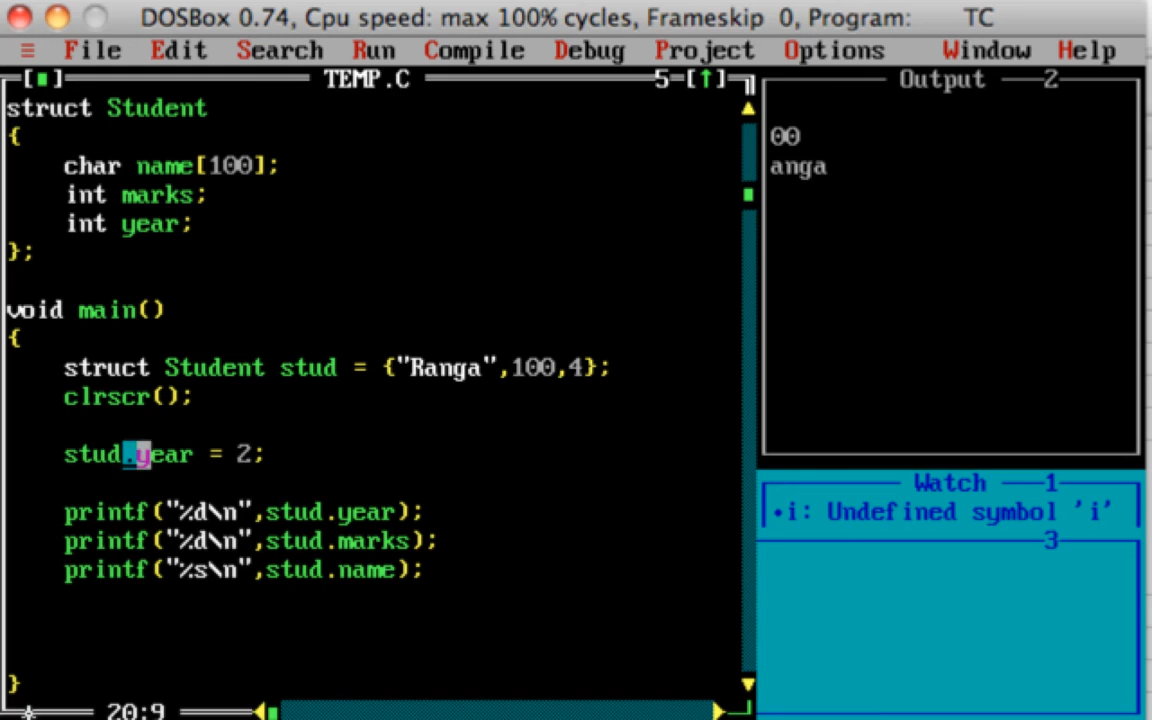 DOSBox 0.74, Cpu speed: max 100% cycles, Frameskip 0, Program: TC
≡ File Edit Search Run Compile Debug Project Options Window Help
TEMP.C 5=[↑]
struct Student
{
char name[100];
int marks;
int year;
};
void main()
{
struct Student stud = {"Ranga",100,4};
clrscr();
stud.year = 2;
printf("%d\n",stud.year);
printf("%d\n",stud.marks);
printf("%s\n",stud.name);
}
20:9
Output 2
00
anga
Watch 1
•i: Undefined symbol 'i'
3